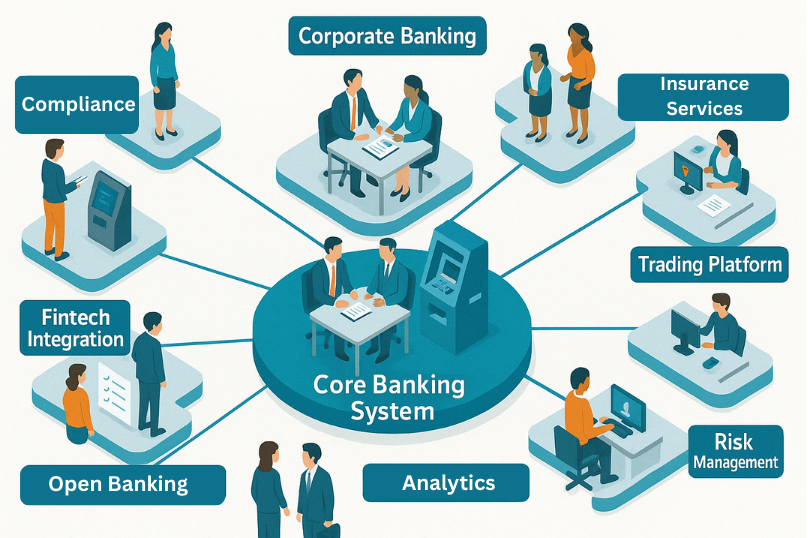 Corporate Banking
Compliance
Insurance
Services
Trading Platform
Fintech
Integration
Core Banking
System
Risk
Management
Open Banking
Analytics